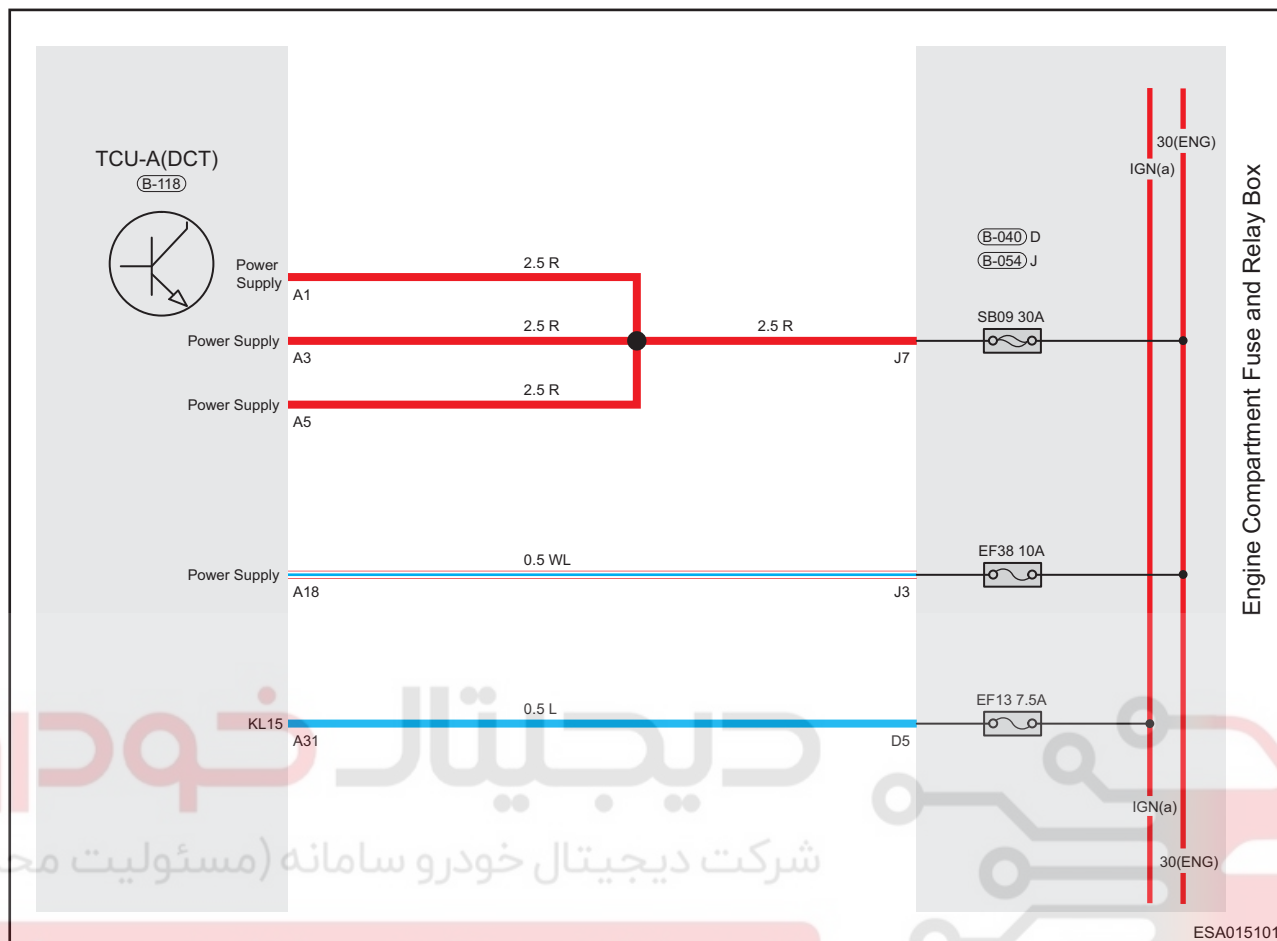 30(ENG)
IGN(a)
TCU-A(DCT)
B-118
B-040 D
B-054 J
Power
Supply
A1
2.5 R
Power Supply
A3
2.5 R
2.5 R
J7
SB09 30A
Power Supply
A5
2.5 R
Engine Compartment Fuse and Relay Box
Power Supply
A18
0.5 WL
J3
EF38 10A
KL15
A31
0.5 L
D5
EF13 7.5A
دیجیتال
شرکت دیجیتال خودرو سامانه (مسئولیت
IGN(a)
30(ENG)
ESA015101